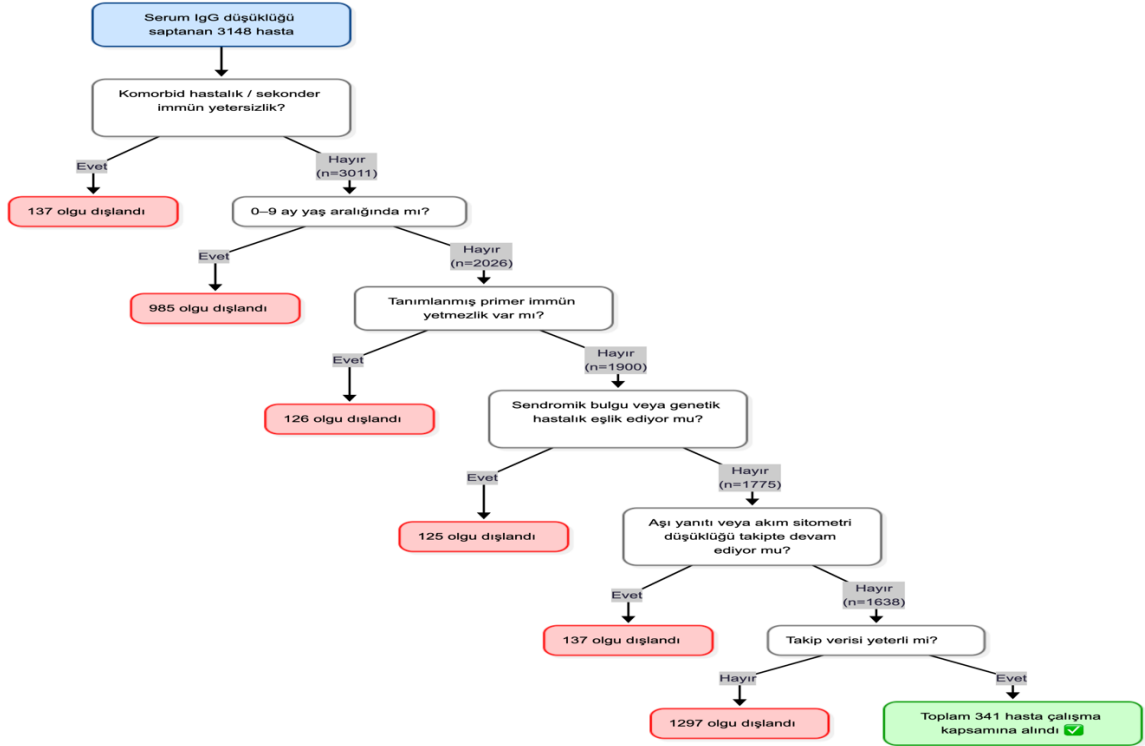 Serum IgG düşüklüğü
saptanan 3148 hasta
Komorbid hastalık / sekonder
immün yetersizlik?
Evet
Hayır
(n=3011)
137 olgu dışlandı
0–9 ay yaş aralığında mı?
Evet
Hayır
(n=2026)
985 olgu dışlandı
Tanımlanmış primer immün
yetmezlik var mı?
Evet
Hayır
(n=1900)
126 olgu dışlandı
Sendromik bulgu veya genetik
hastalık eşlik ediyor mu?
Evet
Hayır
(n=1775)
125 olgu dışlandı
Aşı yanıtı veya akım sitometri
düşüklüğü takipte devam
ediyor mu?
Evet
Hayır
(n=1638)
137 olgu dışlandı
Takip verisi yeterli mi?
Hayır
Evet
1297 olgu dışlandı
Toplam 341 hasta çalışma
kapsamına alındı ✅